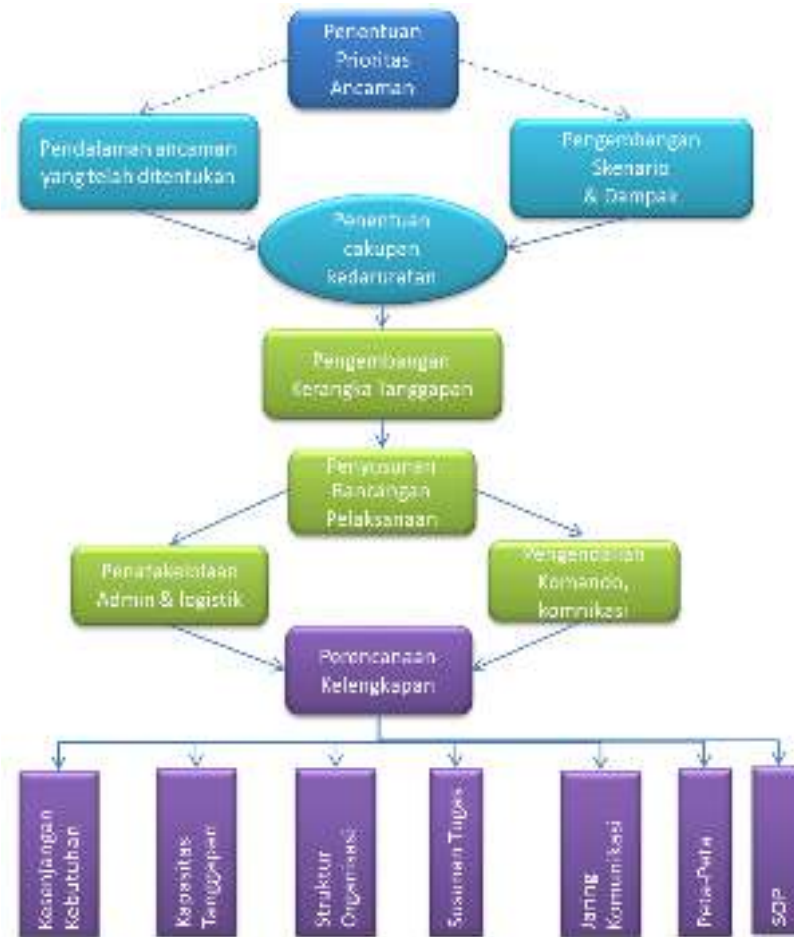 Penentuan
Prioritas
Ancaman
Pendalaman ancaman
yang telah ditentukan
Pengembangan
Skenario
& Dampak
Penentuan
cakupan
kedaruratan
Pengembangan
Kerangka Tanggapan
Penyusunan
Rancangan
Pelaksanaan
Penatakelolaan
Admin & logistik
Pengendalian
Komando,
komnikasi
Perencanaan
Kelengkapan
Kesenjangan
Kebutuhan
Kapasitas
Tanggapan
Struktur
Organisasi
Susunan Tugas
Jaring
Komunikasi
Peta-Peta
SOP